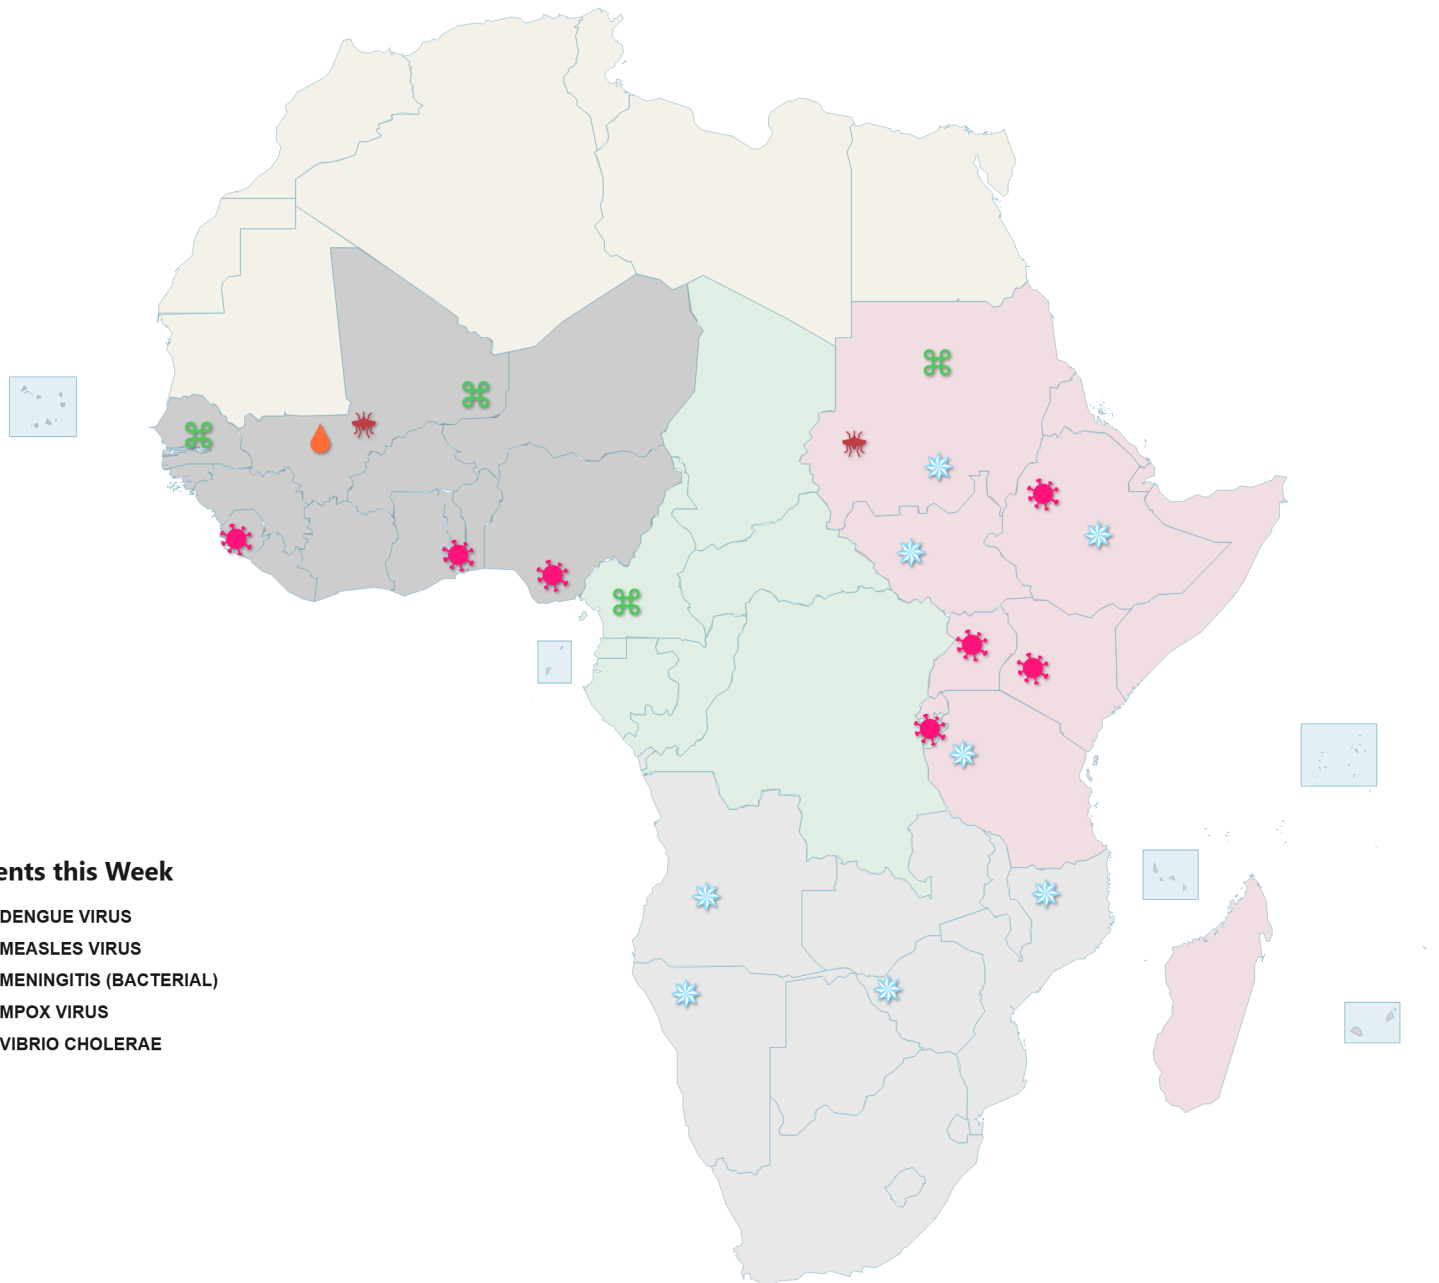 ents this Week
DENGUE VIRUS
MEASLES VIRUS
MENINGITIS (BACTERIAL)
MPOX VIRUS
VIBRIO CHOLERAE